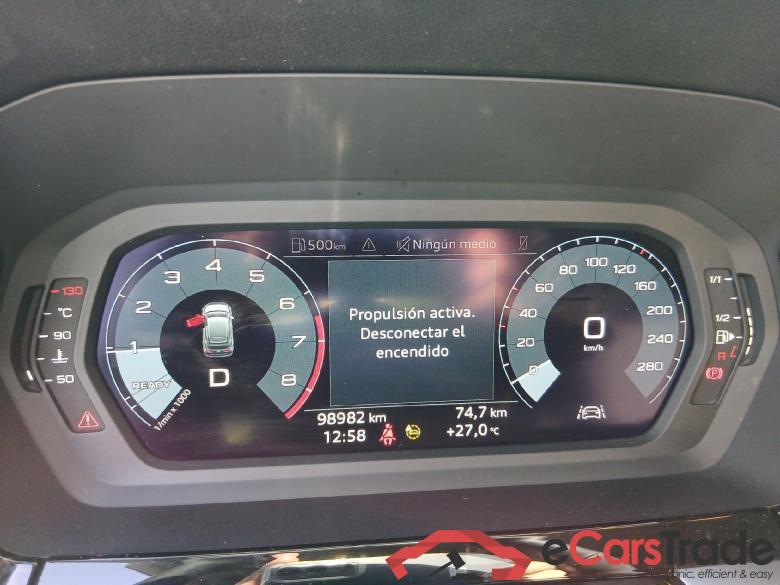 500km
Ningún medio
Propulsión activa.
Desconectar el
encendido
1 2 3 4 5 6 7 8
READY
1/min x 1000
D
0 20 40 60 80 100 120 160 200 240 280
0
km/h
130
°C
90
50
1/1
1/2
R
98982 km
74,7 km
12:58
+27,0 °C
eCarsTrade
onic, efficient & easy